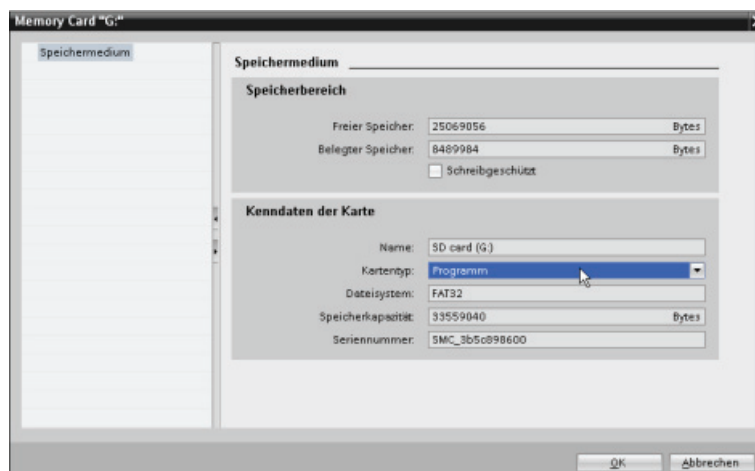 Memory Card "G:"
Speichermedium
Speichermedium
Speicherbereich
Freier Speicher: 25069056 Bytes
Belegter Speicher: 8489984 Bytes
Schreibgeschützt
Kenndaten der Karte
Name: SD card (G:)
Kartentyp: Programm
Dateisystem: FAT32
Speicherkapazität: 33559040 Bytes
Seriennummer: SMC_3b5c898600
OK Abbrechen